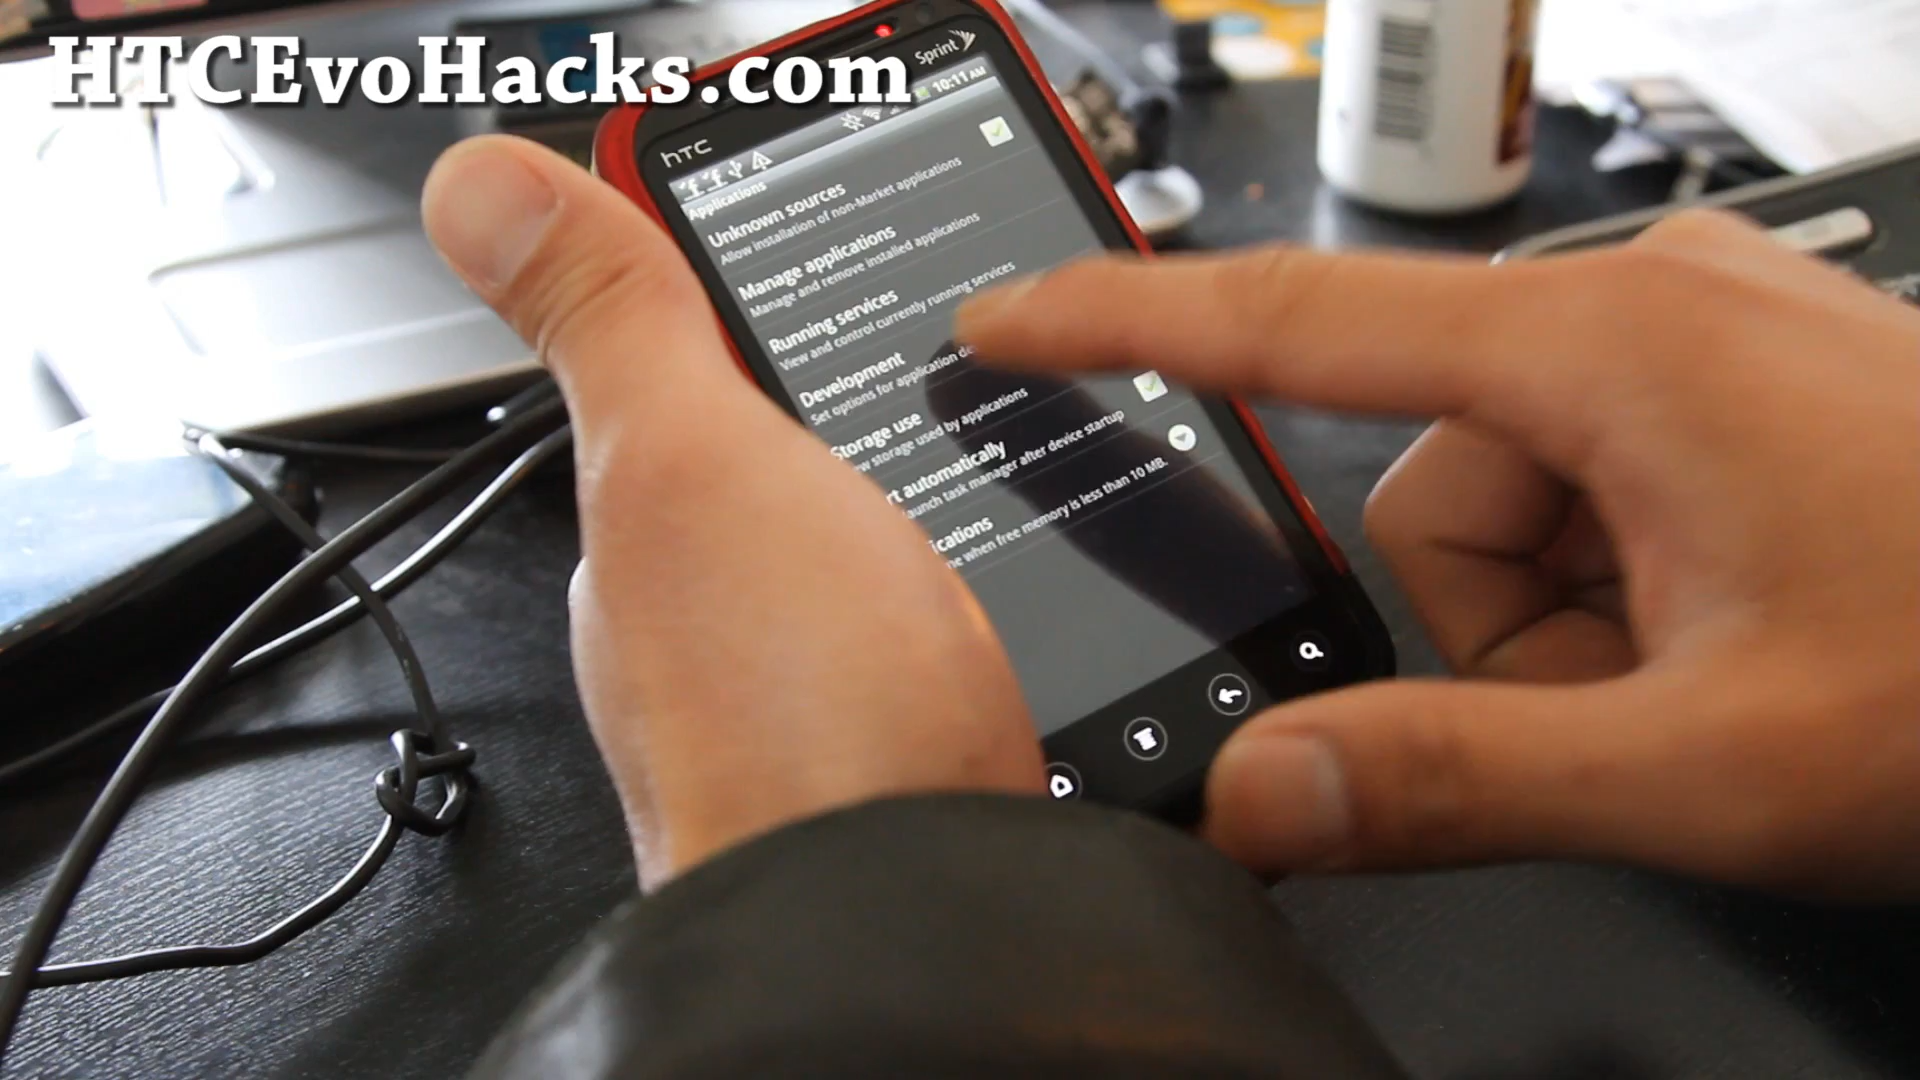 HTCEvoHacks.com
Sprint
hTC
10:11 AM
Applications
Unknown sources
Allow installation of non-Market applications
Manage applications
Manage and remove installed applications
Running services
View and control currently running services
Development
Set options for application de
Storage use
storage used by applications
rt automatically
aunch task manager after device startup
ications
when free memory is less than 10 MB.